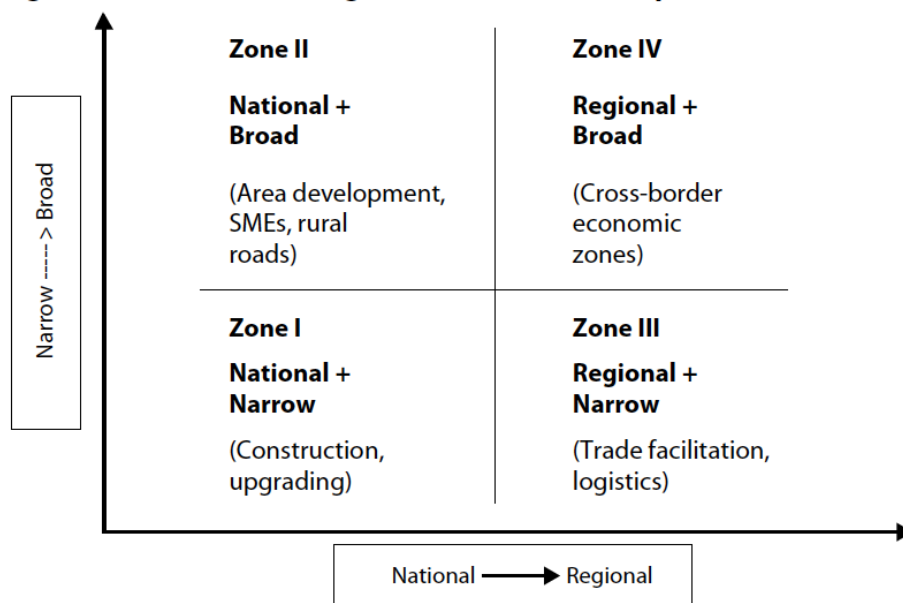 Zone II
National +
Broad
(Area development,
SMEs, rural
roads)
Zone IV
Regional +
Broad
(Cross-border
economic
zones)
Narrow -----> Broad
Zone I
National +
Narrow
(Construction,
upgrading)
Zone III
Regional +
Narrow
(Trade facilitation,
logistics)
National → Regional